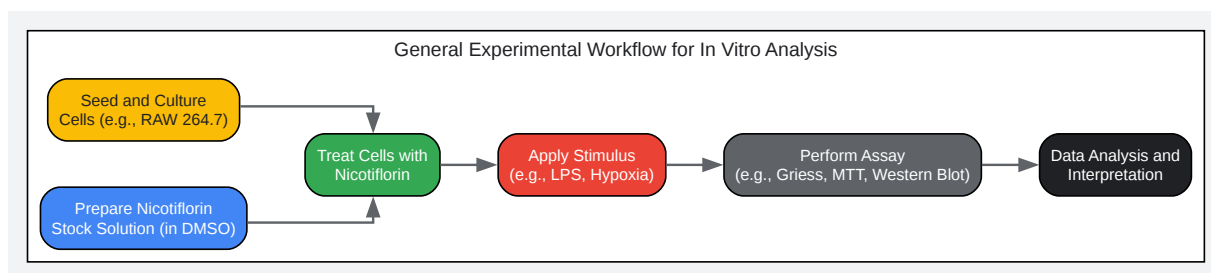 General Experimental Workflow for In Vitro Analysis
Seed and Culture
Cells (e.g., RAW 264.7)
Prepare Nicotiflorin
Stock Solution (in DMSO)
Treat Cells with
Nicotiflorin
Apply Stimulus
(e.g., LPS, Hypoxia)
Perform Assay
(e.g., Griess, MTT, Western Blot)
Data Analysis and
Interpretation